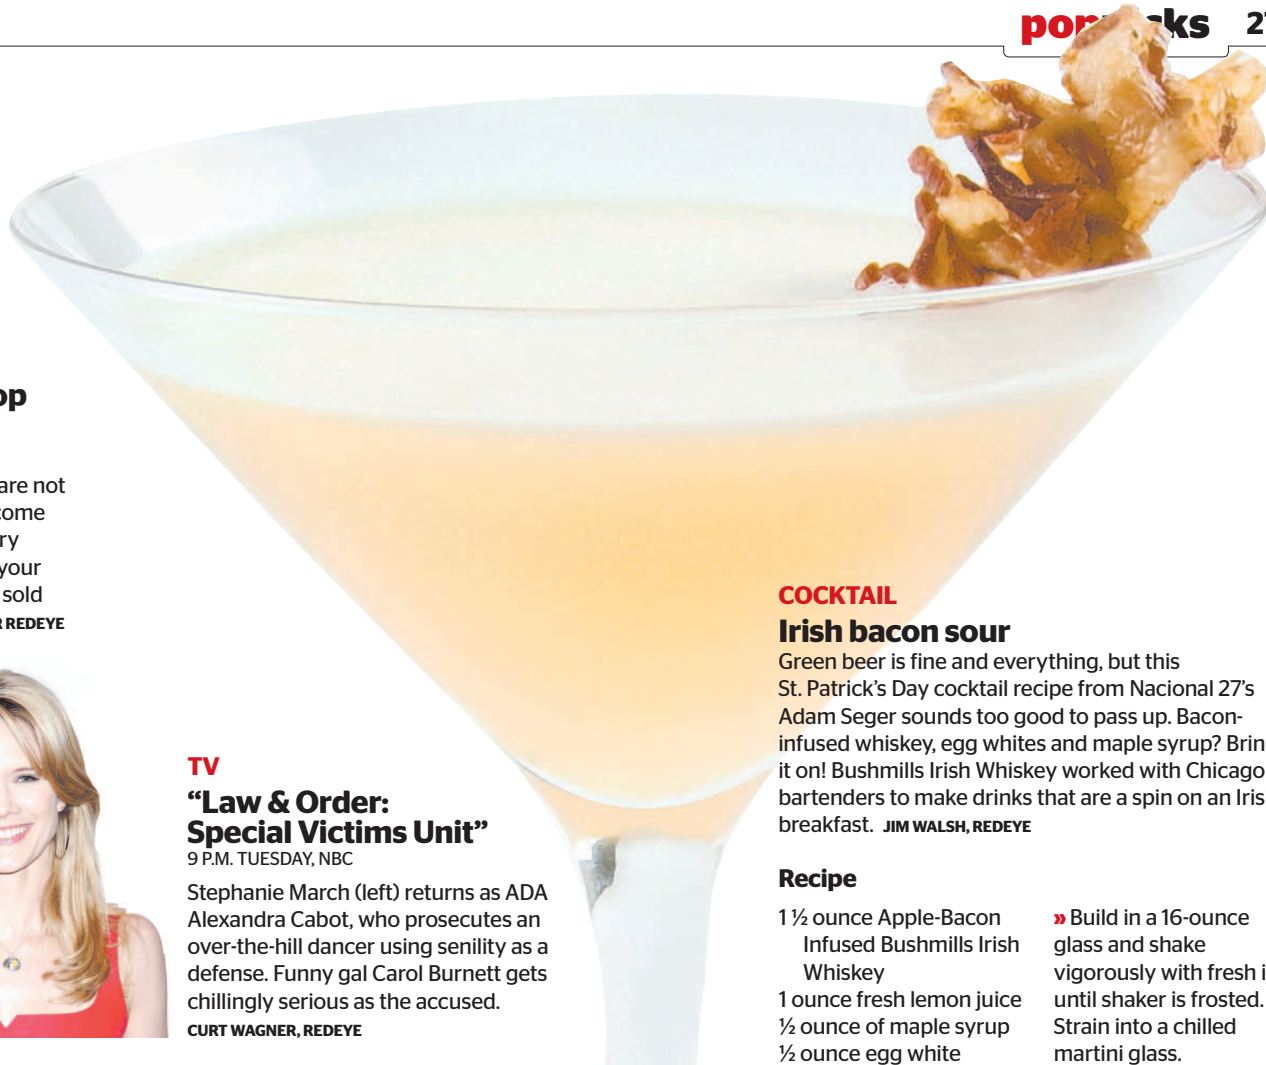 are not
come
your
sold
REDEYE
TV
“Law & Order:
Special Victims Unit”
9 P.M. TUESDAY, NBC
Stephanie March (left) returns as ADA
Alexandra Cabot, who prosecutes an
over-the-hill dancer using senility as a
defense. Funny gal Carol Burnett gets
chillingly serious as the accused.
CURT WAGNER, REDEYE
COCKTAIL
Irish bacon sour
Green beer is fine and everything, but this
St. Patrick’s Day cocktail recipe from Nacional 27’s
Adam Seger sounds too good to pass up. Bacon-
infused whiskey, egg whites and maple syrup?
it on! Bushmills Irish Whiskey worked with Chicago
bartenders to make drinks that are a spin on an
breakfast. JIM WALSH, REDEYE
Recipe
1 ½ ounce Apple-Bacon
Infused Bushmills Irish
Whiskey
1 ounce fresh lemon juice
½ ounce of maple syrup
½ ounce egg white
» Build in a 16-ounce
glass and shake
vigorously with fresh
until shaker is frosted.
Strain into a chilled
martini glass.